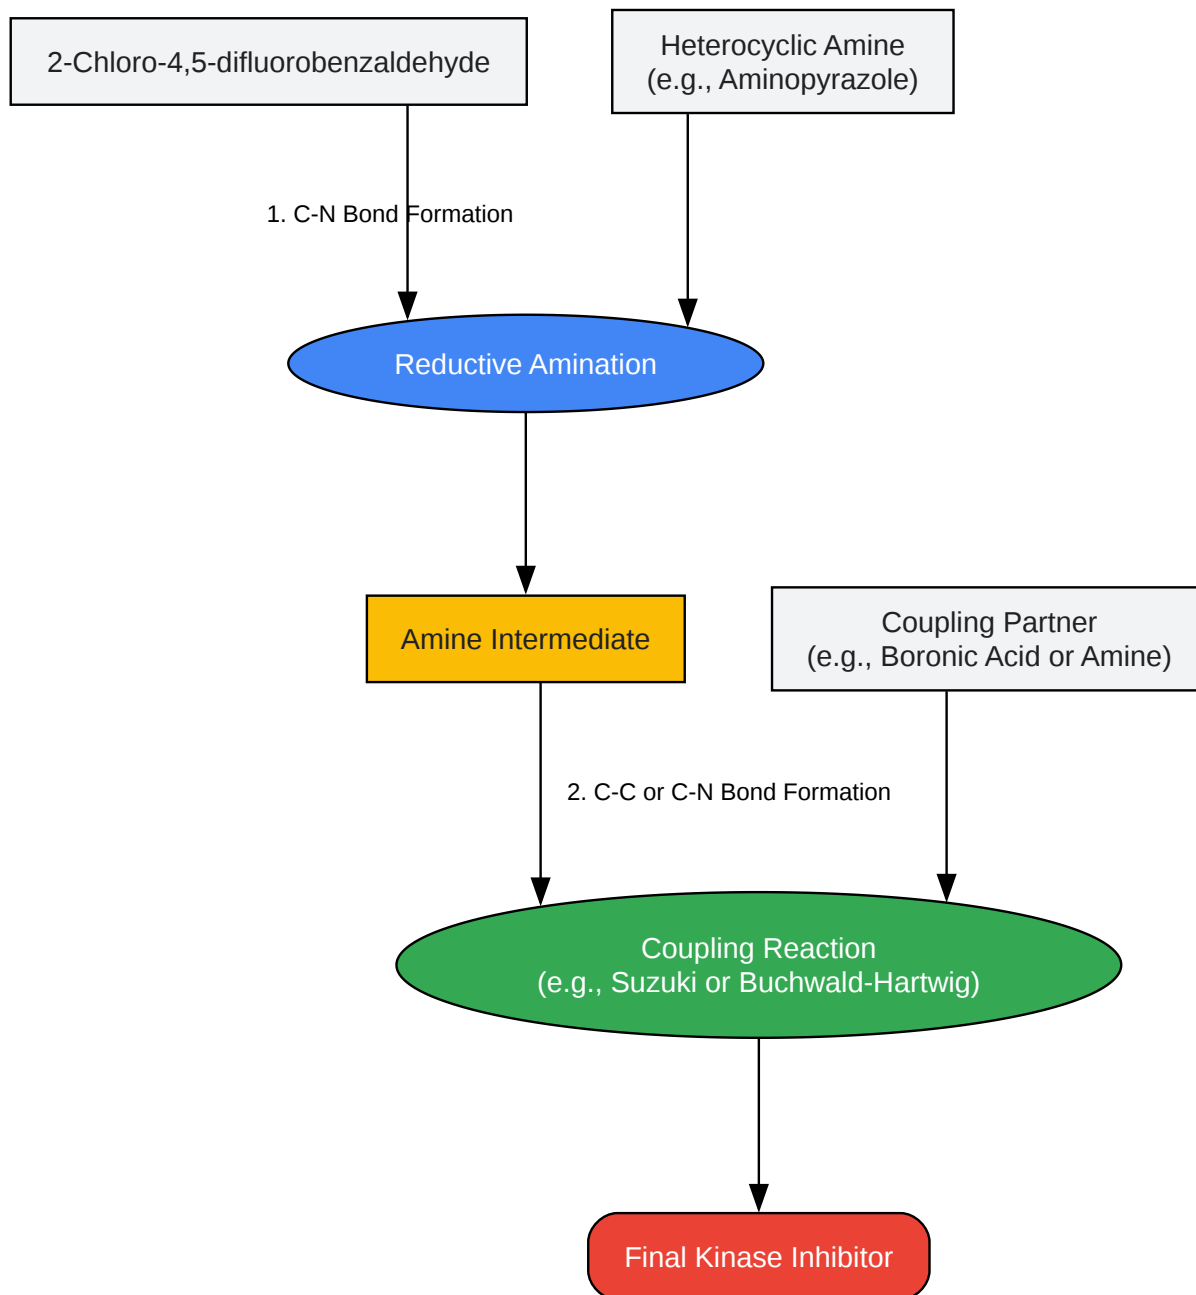 2-Chloro-4,5-difluorobenzaldehyde
Heterocyclic Amine
(e.g., Aminopyrazole)
1. C-N Bond Formation
Reductive Amination
Amine Intermediate
Coupling Partner
(e.g., Boronic Acid or Amine)
2. C-C or C-N Bond Formation
Coupling Reaction
(e.g., Suzuki or Buchwald-Hartwig)
Final Kinase Inhibitor